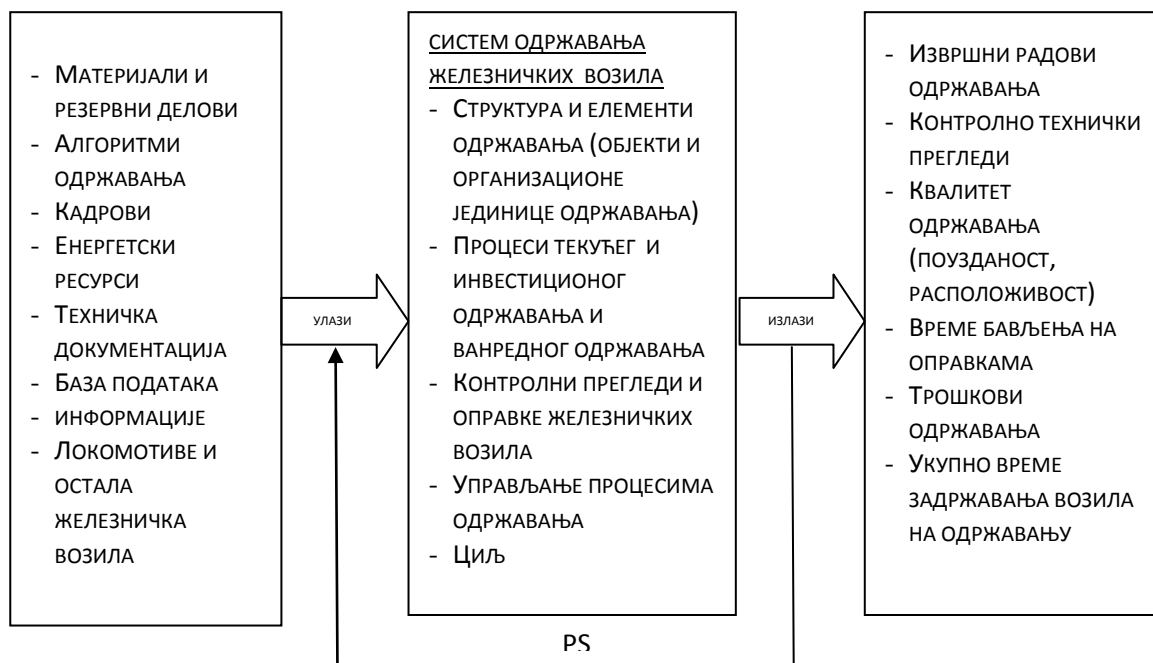 - Материјали и
резервни делови
- Алгоритми
одржавања
- Кадрови
- Енергетски
ресурси
- Техничка
документација
- База података
- информације
- Локомотиве и
остала
железничка
возила
улази
систем одржавања
железничких возила
- Структура и елементи
одржавања (објекти и
организационе
јединице одржавања)
- Процеси текућег и
инвестиционог
одржавања и
ванредног одржавања
- Контролни прегледи и
оправке железничких
возила
- Управљање процесима
одржавања
- Циљ
излази
- Извршни радови
одржавања
- Контролно технички
прегледи
- Квалитет
одржавања
(поузданост,
расположивост)
- Време бављења на
оправкама
- Трошкови
одржавања
- Укупно време
задржавања возила
на одржавању
PS